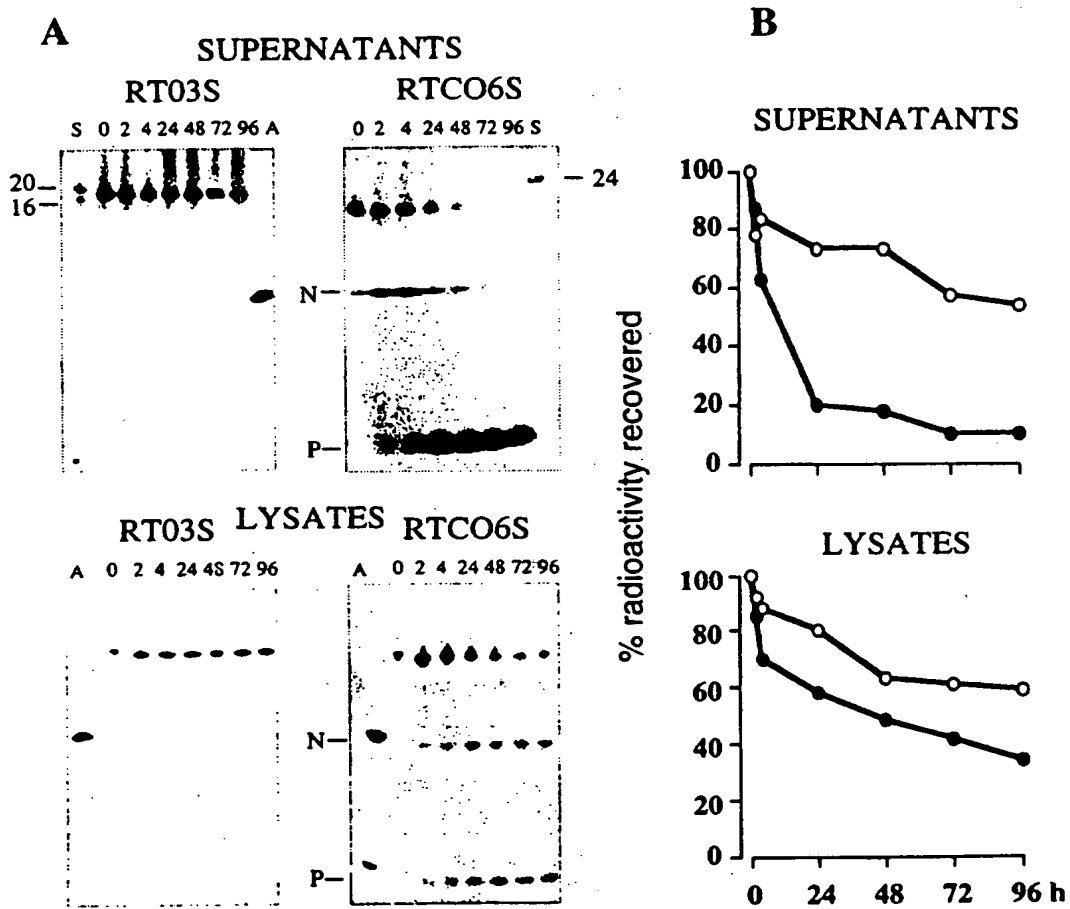 A
SUPERNATANTS
RT03S
RTCO6S
S 0 2 4 24 48 72 96 A
0 2 4 24 48 72 96 S
20
16
24
N
P
LYSATES
RT03S
RTCO6S
A 0 2 4 24 48 72 96
A 0 2 4 24 48 72 96
N
P
B
% radioactivity recovered
SUPERNATANTS
100
80
60
40
20
0
LYSATES
100
80
60
40
20
0
0 24 48 72 96 h